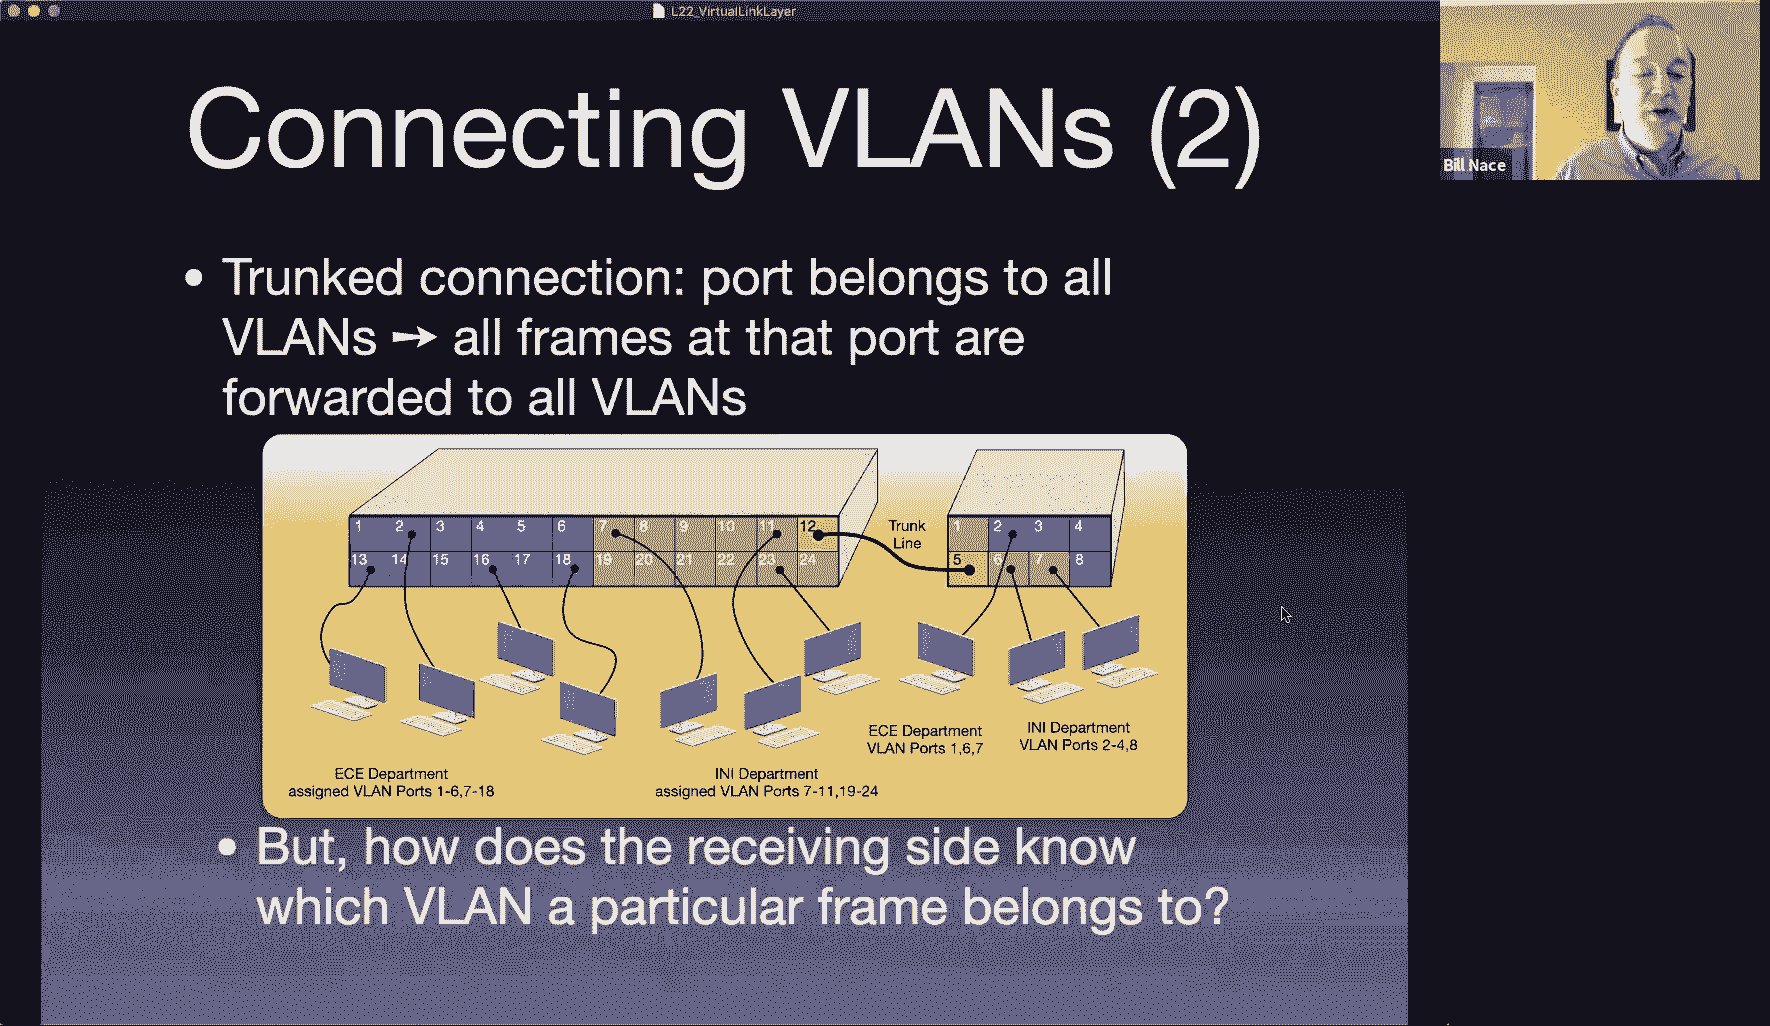 L22_VirtualLinkLayer
Bill Nace
Connecting VLANs (2)
• Trunked connection: port belongs to all
VLANs ➙ all frames at that port are
forwarded to all VLANs
1 2 3 4 5 6 7 8 9 10 11 12
13 14 15 16 17 18 19 20 21 22 23 24
Trunk
Line
1 2 3 4
5 6 7 8
ECE Department
assigned VLAN Ports 1-6,7-18
INI Department
assigned VLAN Ports 7-11,19-24
ECE Department
VLAN Ports 1,6,7
INI Department
VLAN Ports 2-4,8
• But, how does the receiving side know
which VLAN a particular frame belongs to?